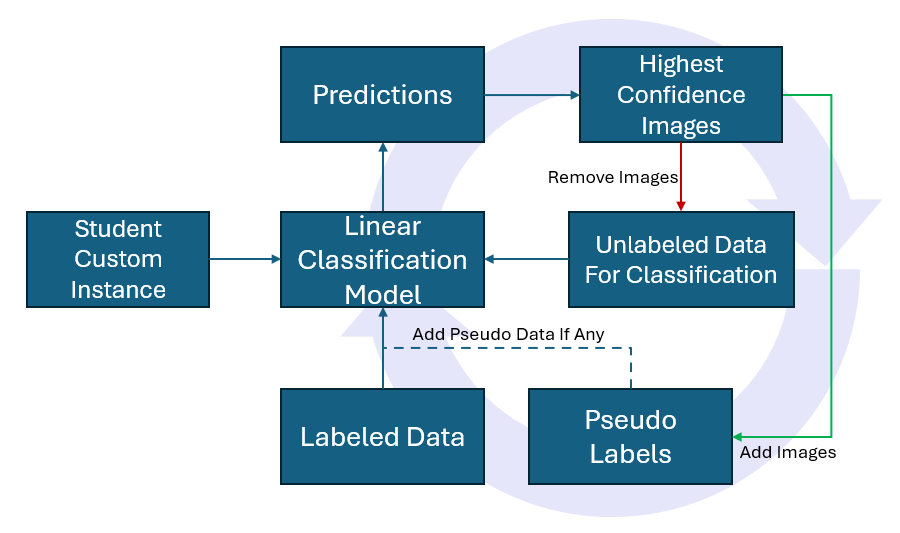 Predictions
Highest
Confidence
Images
Remove Images
Student
Custom
Instance
Linear
Classification
Model
Unlabeled Data
For Classification
Add Pseudo Data If Any
Labeled Data
Pseudo
Labels
Add Images